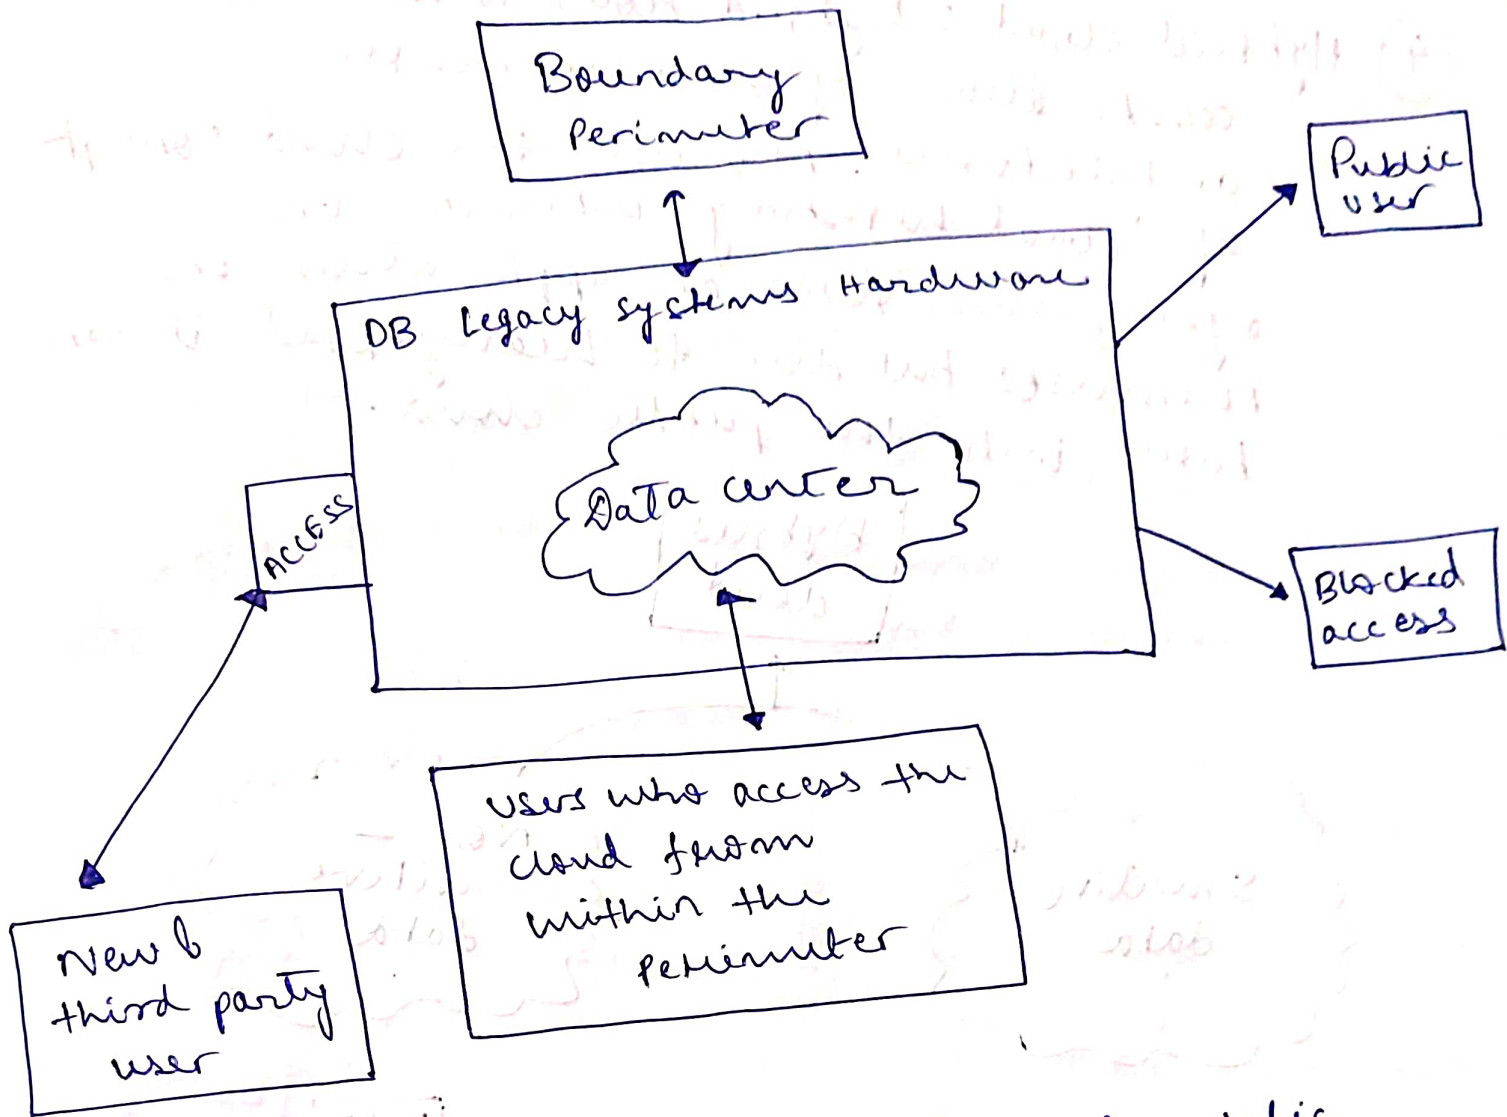 Boundary
Perimeter
Public
user
DB Legacy systems Hardware
Data center
ACCESS
Blocked
access
users who access the
cloud from
within the
perimeter
New &
third party
user